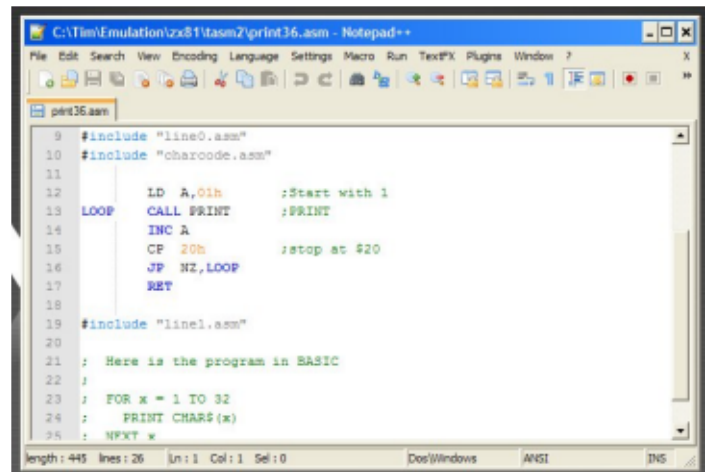 C:\Tim\Emulation\zx81\tasm2\print36.asm - Notepad++
File Edit Search View Encoding Language Settings Macro Run TextFX Plugins Window ? X
print36.asm
9 #include "line0.asm"
10 #include "charcode.asm"
11
12 LD A,01h ;Start with 1
13 LOOP CALL PRINT ;PRINT
14 INC A
15 CP 20h ;stop at $20
16 JP NZ,LOOP
17 RET
18
19 #include "line1.asm"
20
21 ; Here is the program in BASIC
22 ;
23 ; FOR x = 1 TO 32
24 ; PRINT CHAR$(x)
25 ; NEXT x
length : 445 lines : 26 Ln : 1 Col : 1 Sel : 0 Dos\Windows ANSI INS